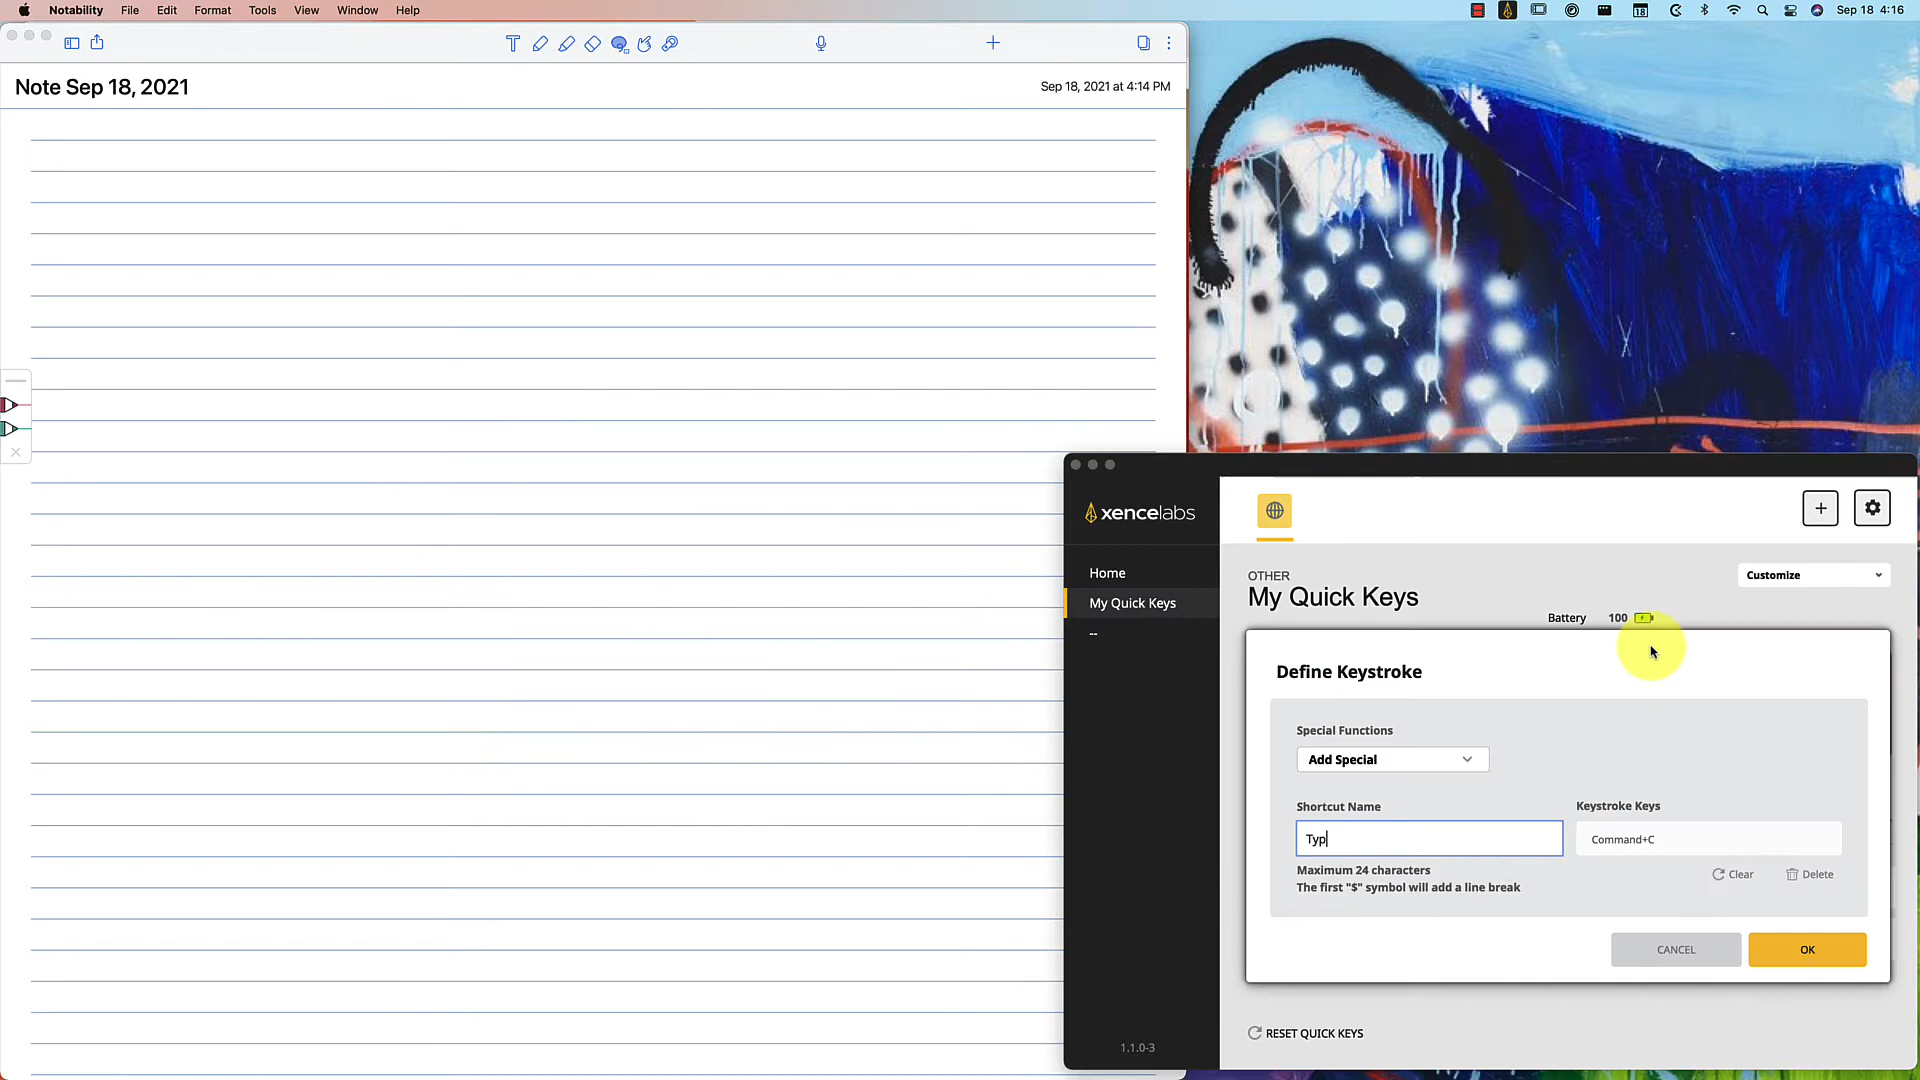 Notability File Edit Format Tools View Window Help
18
Sep 18 4:16
Note Sep 18, 2021
Sep 18, 2021 at 4:14 PM
xencelabs
Home
My Quick Keys
--
1.1.0-3
OTHER
My Quick Keys
Customize
Battery 100
Define Keystroke
Special Functions
Add Special
Shortcut Name
Keystroke Keys
Typ
Command+C
Maximum 24 characters
The first "$" symbol will add a line break
Clear
Delete
CANCEL
OK
RESET QUICK KEYS